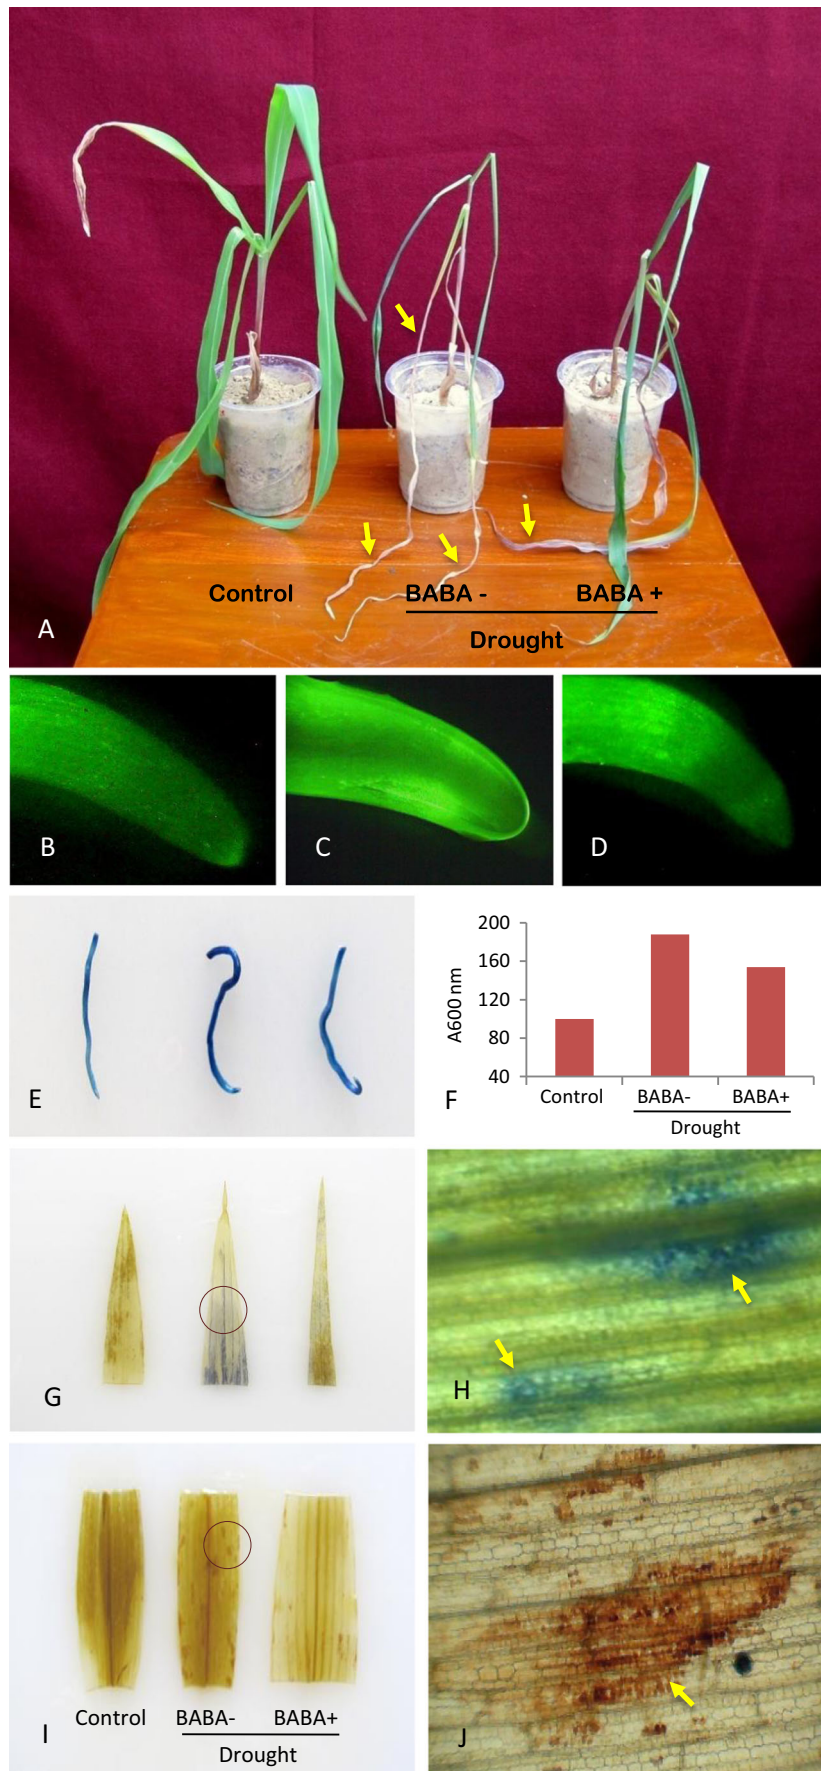 Control
BABA -
BABA +
Drought
A
B
C
D
E
200
160
120
80
40
A600 nm
Control
BABA-
BABA+
Drought
F
G
H
Control
BABA-
BABA+
Drought
I
J